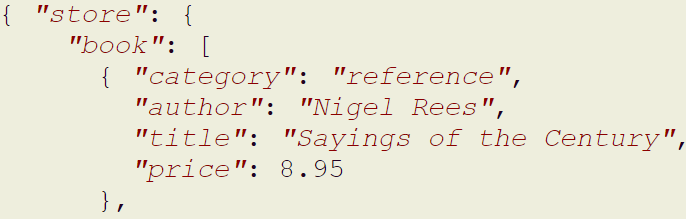 { "store": {
    "book": [
      { "category": "reference",
        "author": "Nigel Rees",
        "title": "Sayings of the Century",
        "price": 8.95
      },